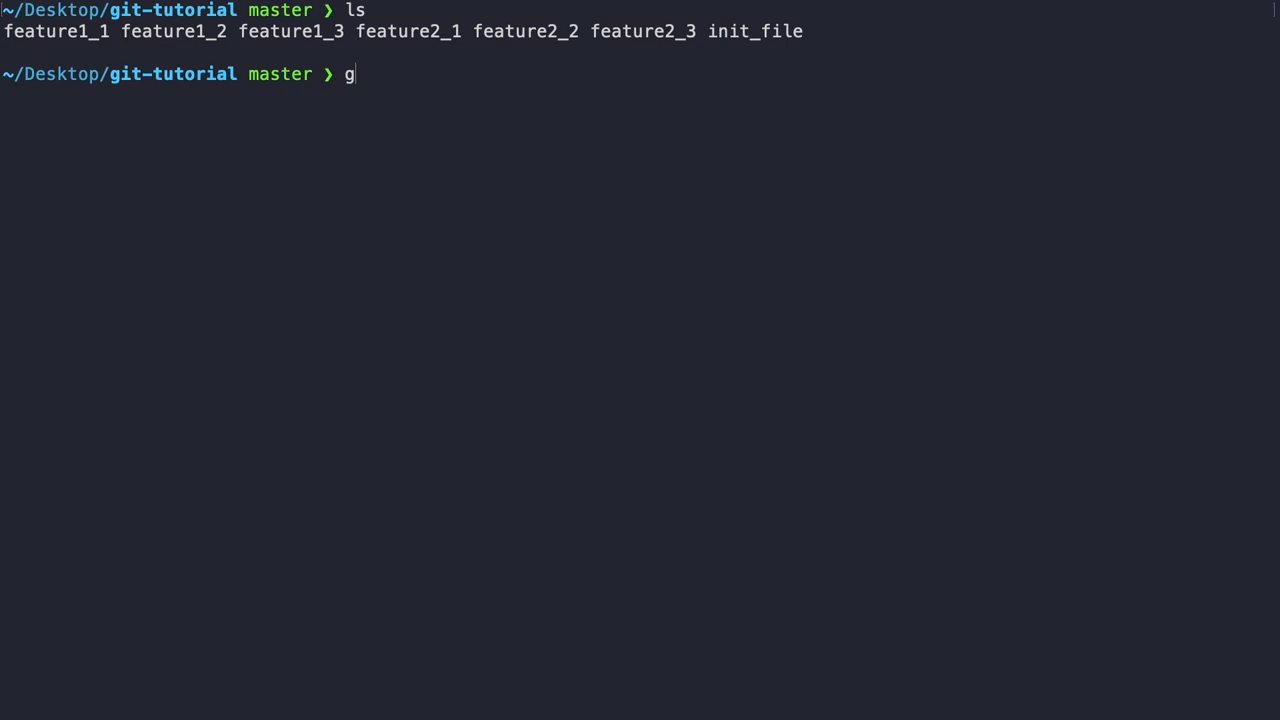 ~/Desktop/git-tutorial master ❯ ls
feature1_1 feature1_2 feature1_3 feature2_1 feature2_2 feature2_3 init_file
~/Desktop/git-tutorial master ❯ g